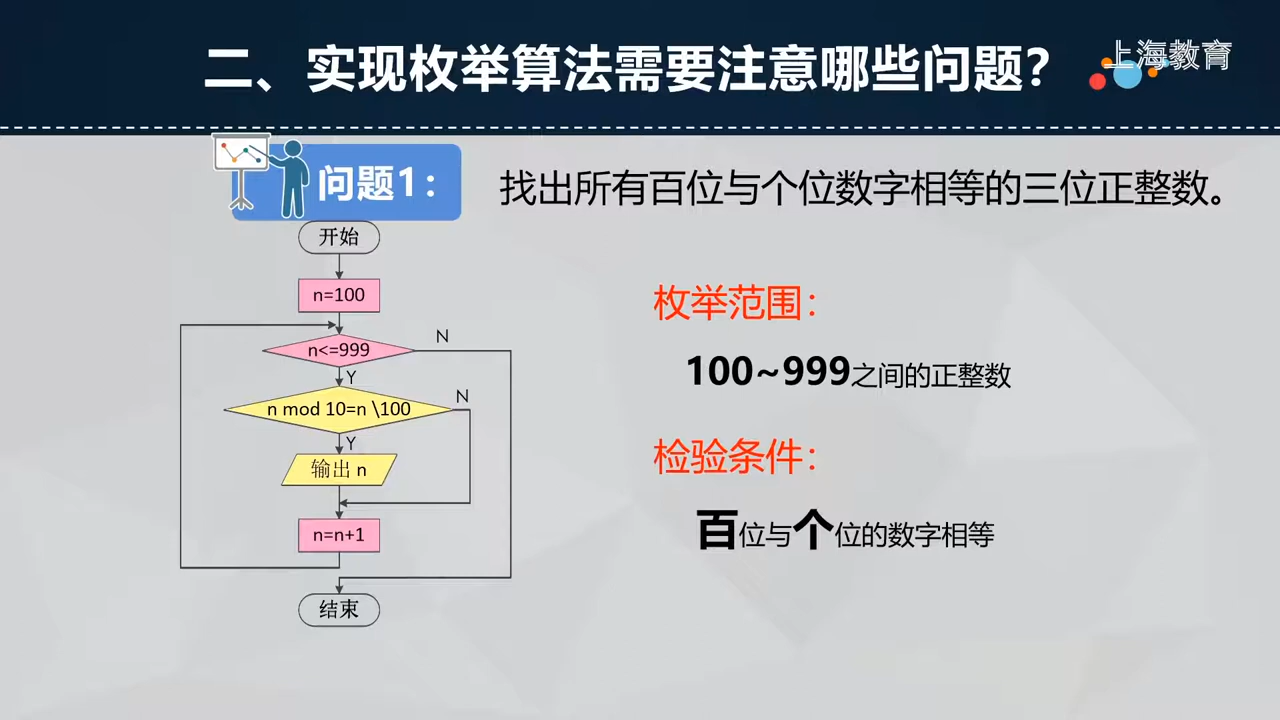 二、实现枚举算法需要注意哪些问题？
上海教育
问题1：
找出所有百位与个位数字相等的三位正整数。
开始
n=100
n<=999
N
Y
n mod 10=n \100
N
Y
输出 n
n=n+1
结束
枚举范围：
100~999之间的正整数
检验条件：
百位与个位的数字相等